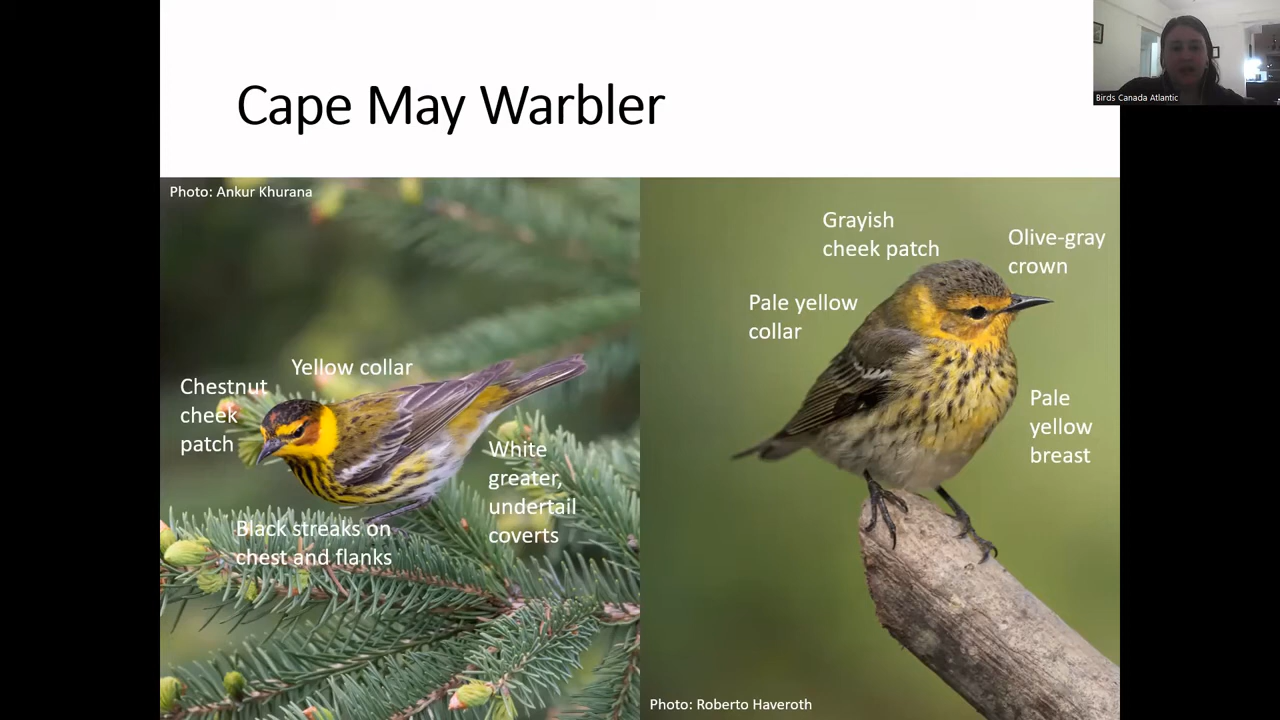 Cape May Warbler
Birds Canada Atlantic
Photo: Ankur Khurana
Yellow collar
Chestnut
cheek
patch
White
greater,
undertail
coverts
Black streaks on
chest and flanks
Grayish
cheek patch
Olive-gray
crown
Pale yellow
collar
Pale
yellow
breast
Photo: Roberto Haveroth